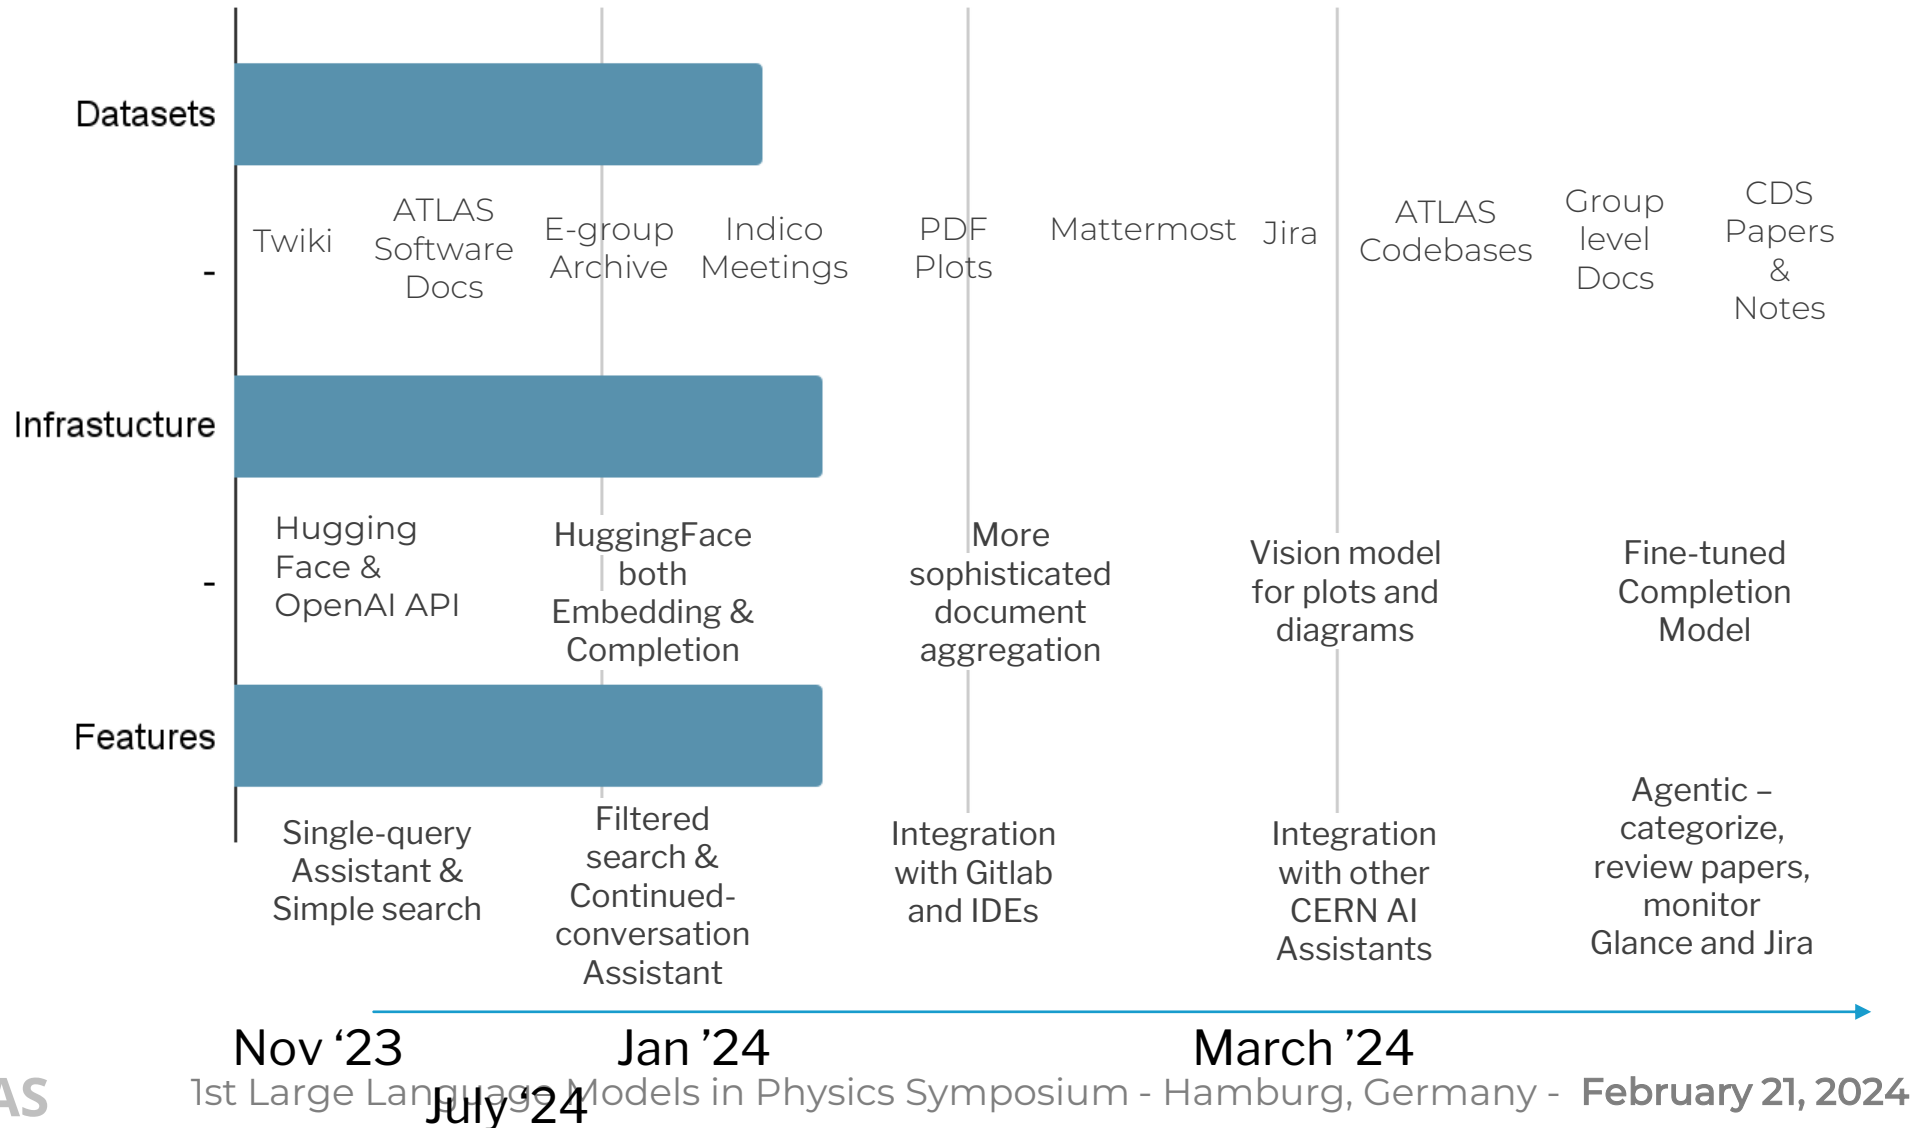 Datasets
Twiki
ATLAS
Software
Docs
E-group
Archive
Indico
Meetings
PDF
Plots
Mattermost
Jira
ATLAS
Codebases
Group
level
Docs
CDS
Papers
&
Notes
-
Infrastucture
Hugging
Face &
OpenAI API
HuggingFace
both
Embedding &
Completion
More
sophisticated
document
aggregation
Vision model
for plots and
diagrams
Fine-tuned
Completion
Model
-
Features
Single-query
Assistant &
Simple search
Filtered
search &
Continued-
conversation
Assistant
Integration
with Gitlab
and IDEs
Integration
with other
CERN AI
Assistants
Agentic –
categorize,
review papers,
monitor
Glance and Jira
Nov ‘23
Jan ’24
March ’24
July ‘24
AS
1st Large Language Models in Physics Symposium - Hamburg, Germany - February 21, 2024